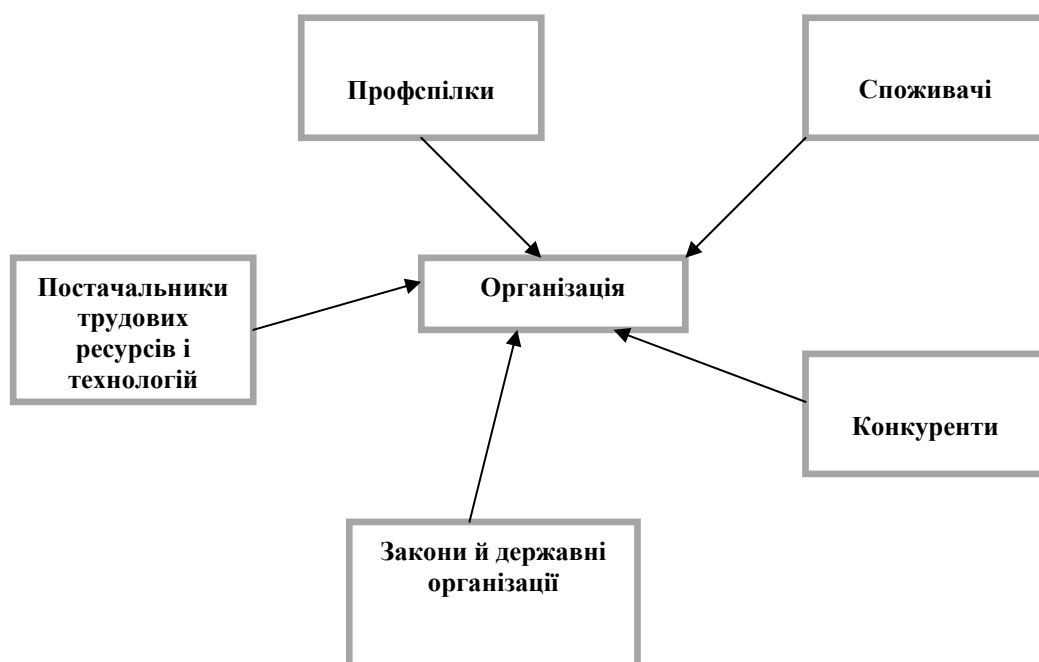 Профспілки
Споживачі
Організація
Постачальники
трудових
ресурсів і
технологій
Конкуренти
Закони й державні
організації